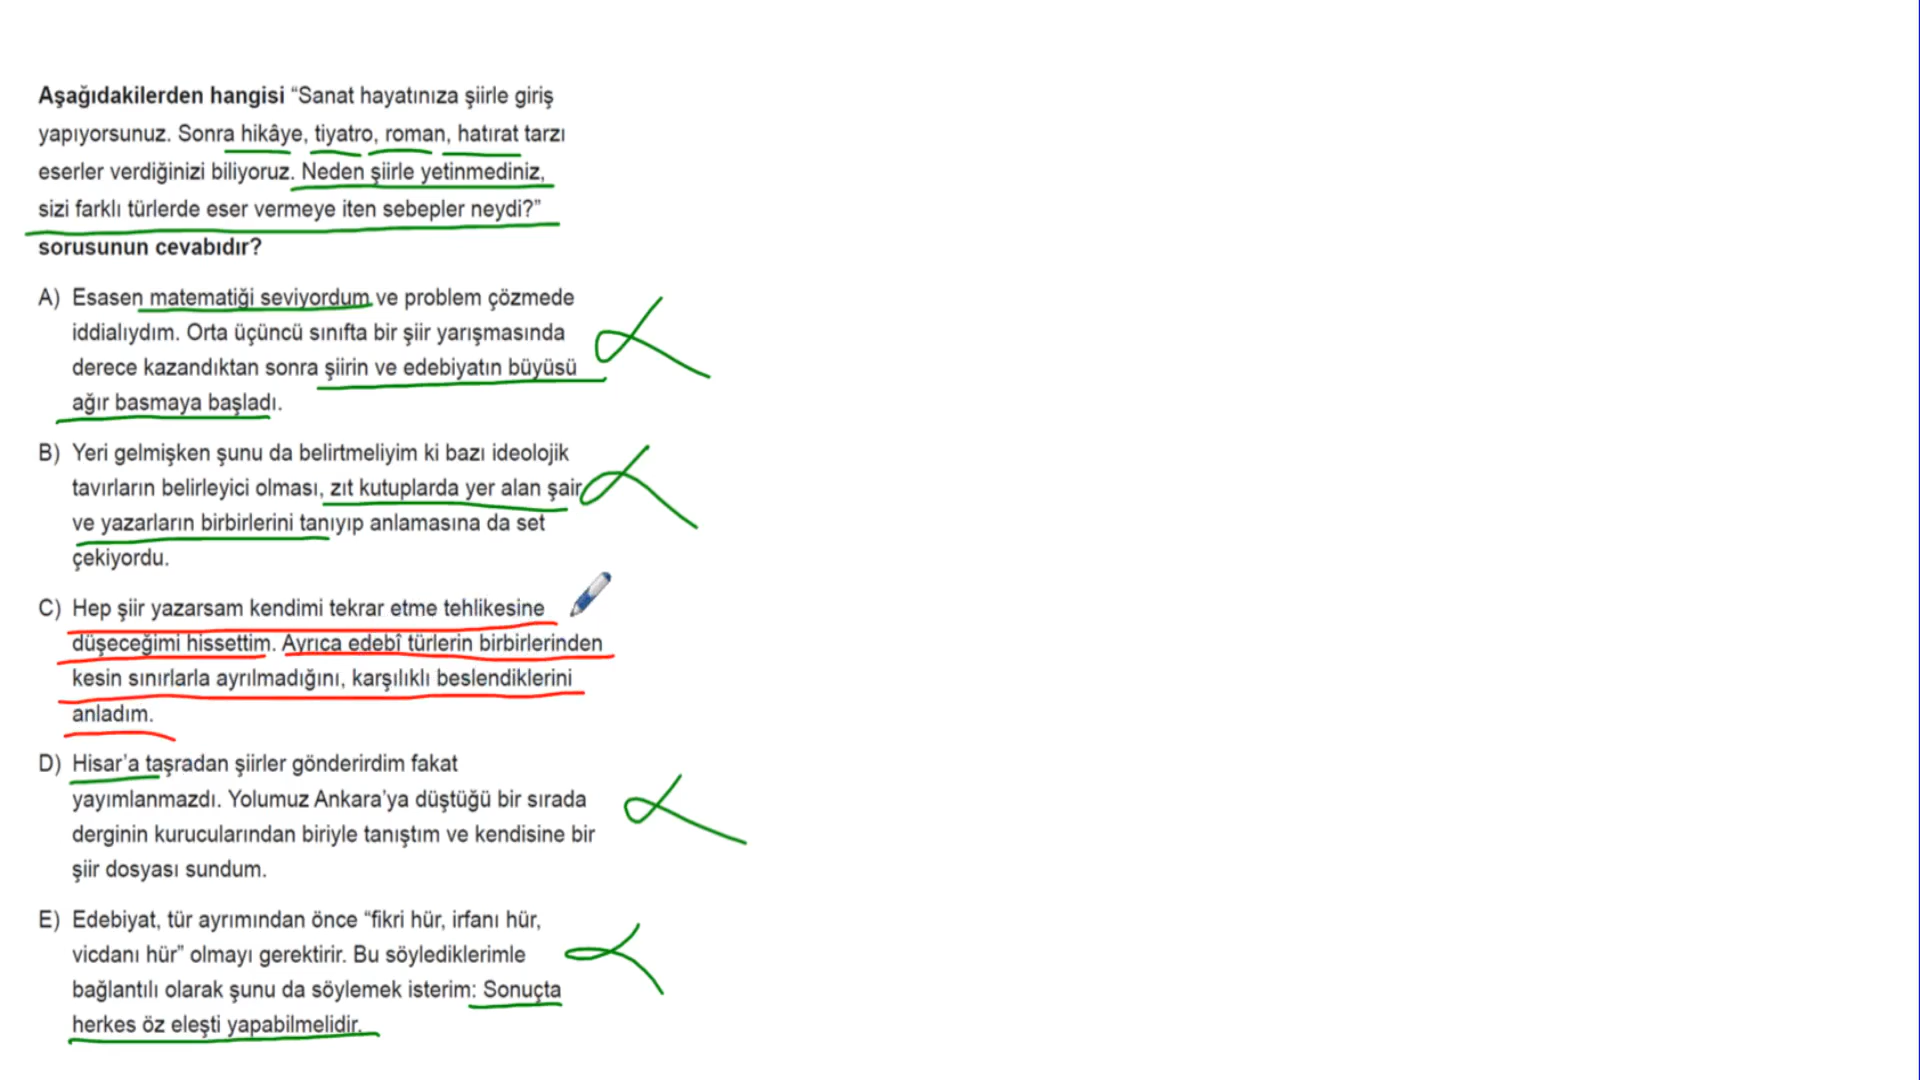 Aşağıdakilerden hangisi “Sanat hayatınıza şiirle giriş
yapıyorsunuz. Sonra hikâye, tiyatro, roman, hatırat tarzı
eserler verdiğinizi biliyoruz. Neden şiirle yetinmediniz,
sizi farklı türlerde eser vermeye iten sebepler neydi?”
sorusunun cevabıdır?
A) Esasen matematiği seviyordum ve problem çözmede
iddialıydım. Orta üçüncü sınıfta bir şiir yarışmasında
derece kazandıktan sonra şiirin ve edebiyatın büyüsü
ağır basmaya başladı.
B) Yeri gelmişken şunu da belirtmeliyim ki bazı ideolojik
tavırların belirleyici olması, zıt kutuplarda yer alan şair
ve yazarların birbirlerini tanıyıp anlamasına da set
çekiyordu.
C) Hep şiir yazarsam kendimi tekrar etme tehlikesine
düşeceğimi hissettim. Ayrıca edebî türlerin birbirlerinden
kesin sınırlarla ayrılmadığını, karşılıklı beslendiklerini
anladım.
D) Hisar’a taşradan şiirler gönderirdim fakat
yayımlanmazdı. Yolumuz Ankara’ya düştüğü bir sırada
derginin kurucularından biriyle tanıştım ve kendisine bir
şiir dosyası sundum.
E) Edebiyat, tür ayrımından önce “fikri hür, irfanı hür,
vicdanı hür” olmayı gerektirir. Bu söylediklerimle
bağlantılı olarak şunu da söylemek isterim: Sonuçta
herkes öz eleşti yapabilmelidir.